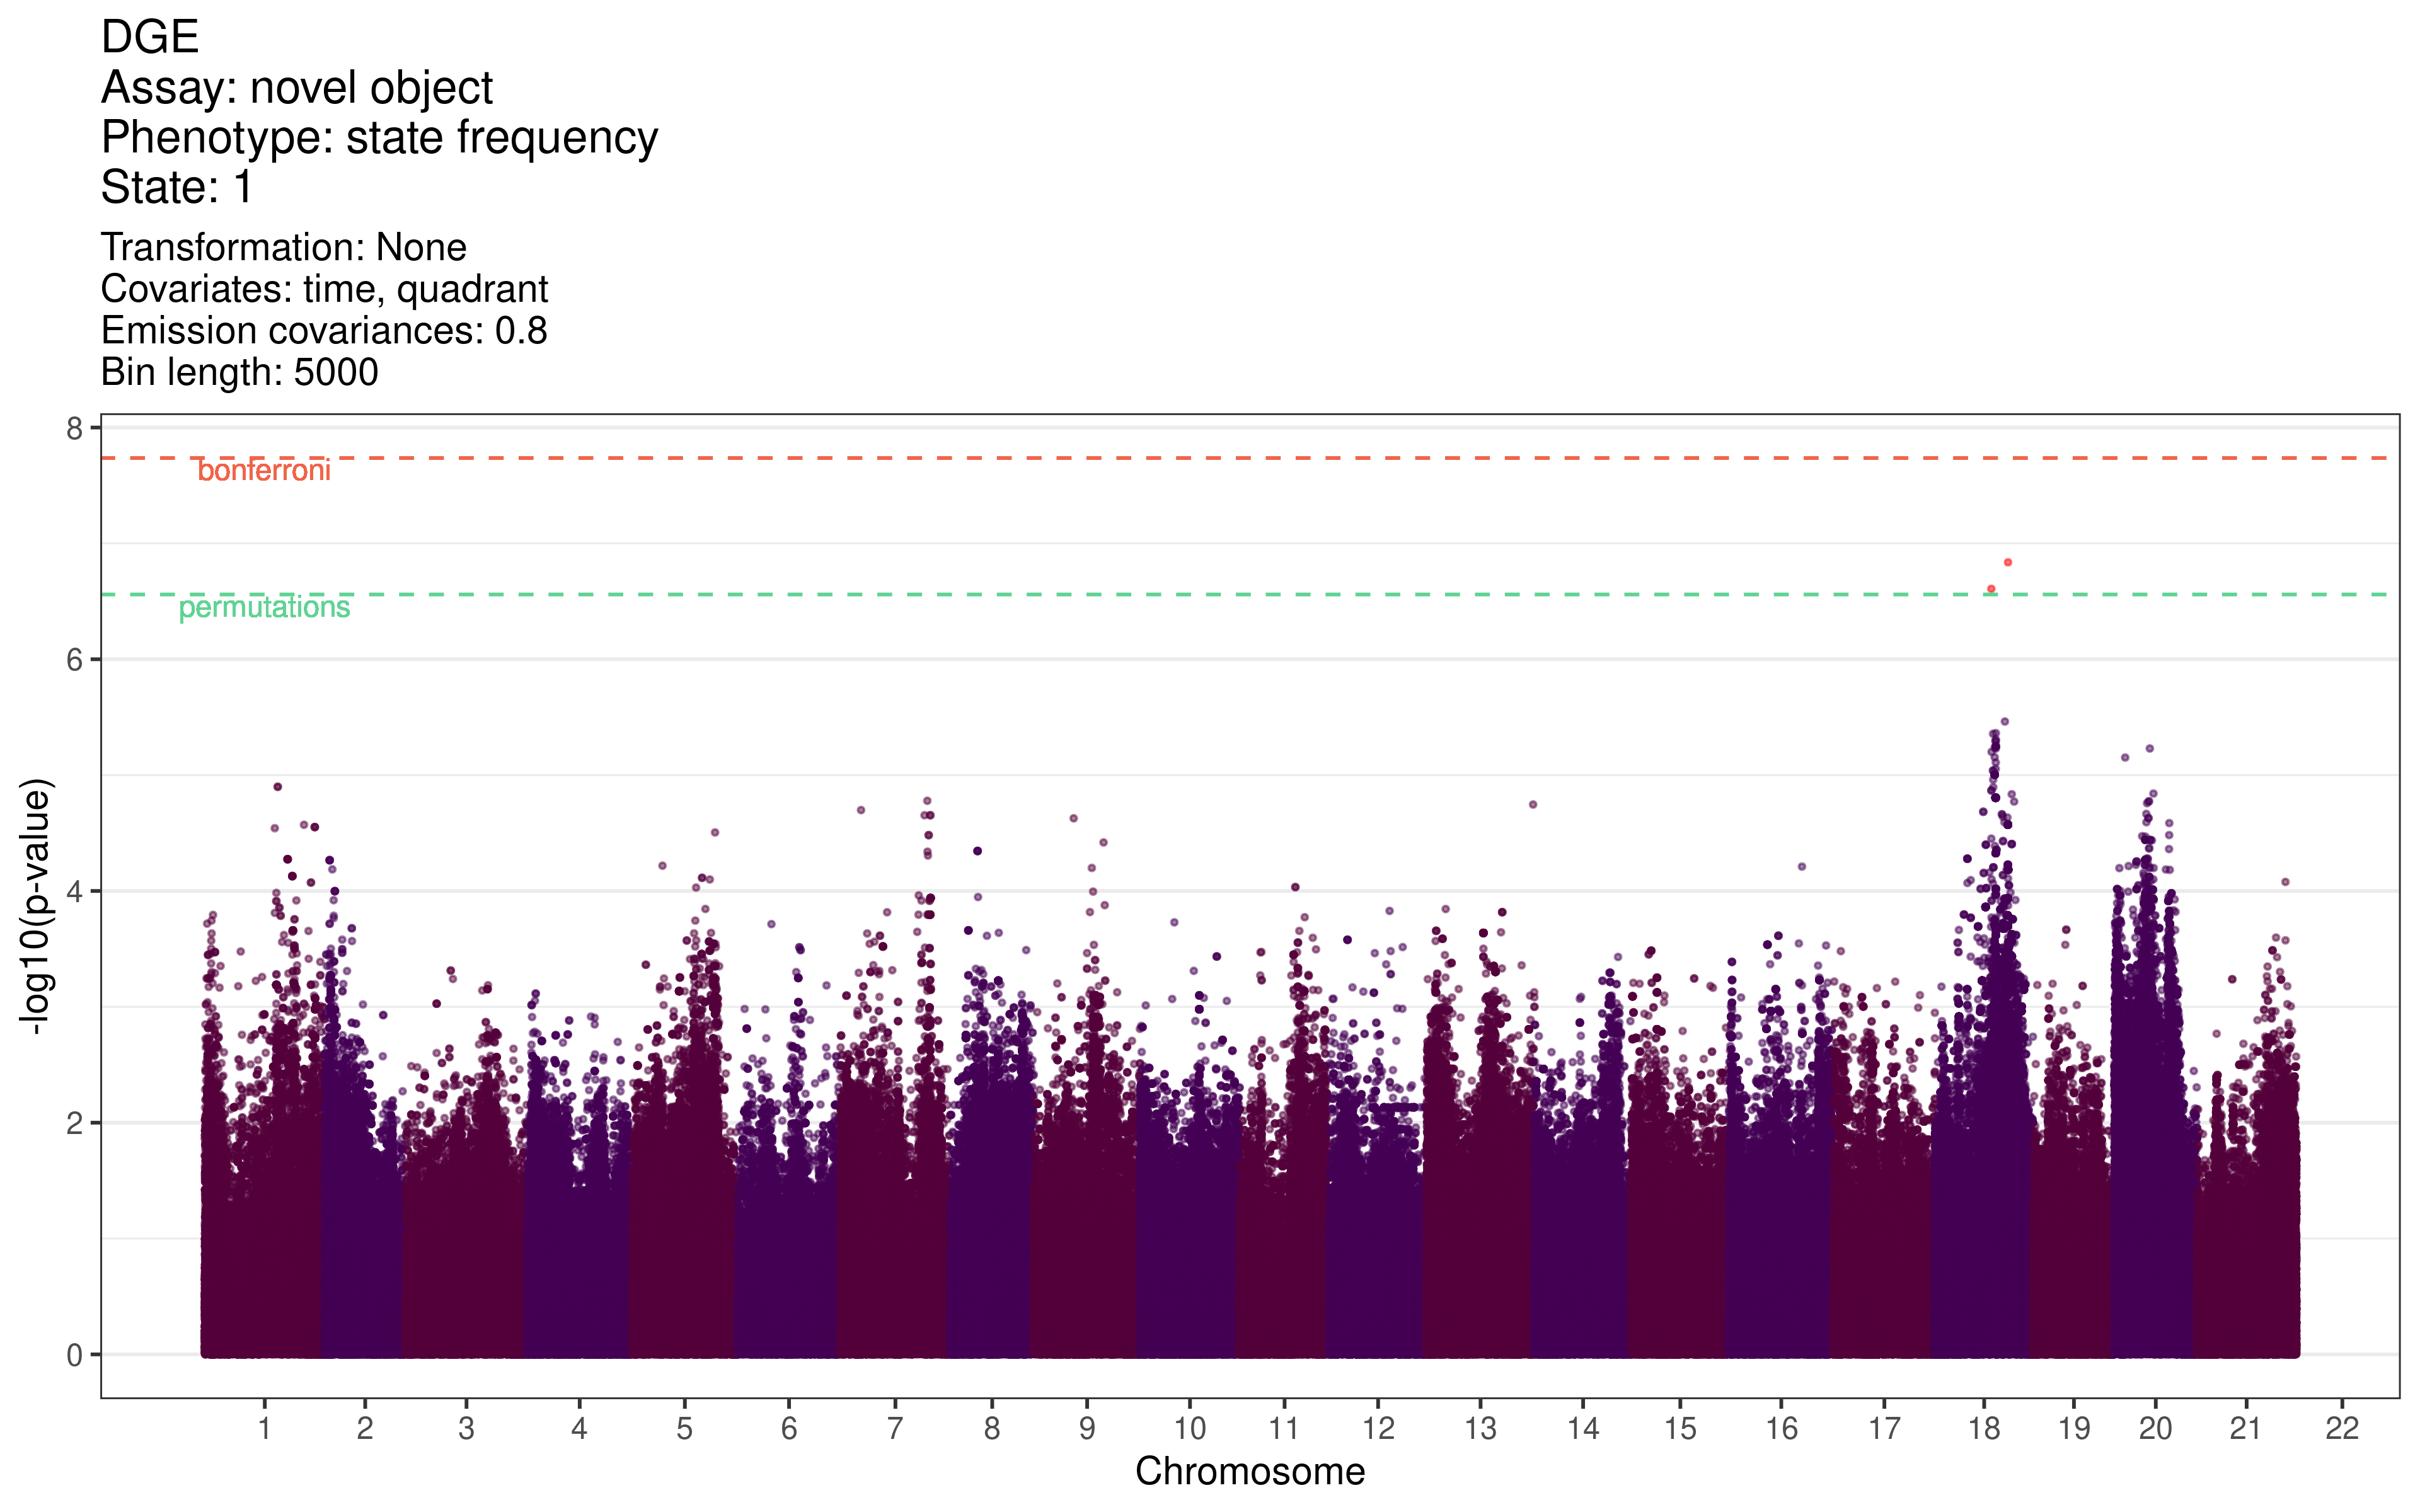 DGE
Assay: novel object
Phenotype: state frequency
State: 1
Transformation: None
Covariates: time, quadrant
Emission covariances: 0.8
Bin length: 5000
8
bonferroni
permutations
6
4
2
0
-log10(p-value)
1 2 3 4 5 6 7 8 9 10 11 12 13 14 15 16 17 18 19 20 21 22
Chromosome